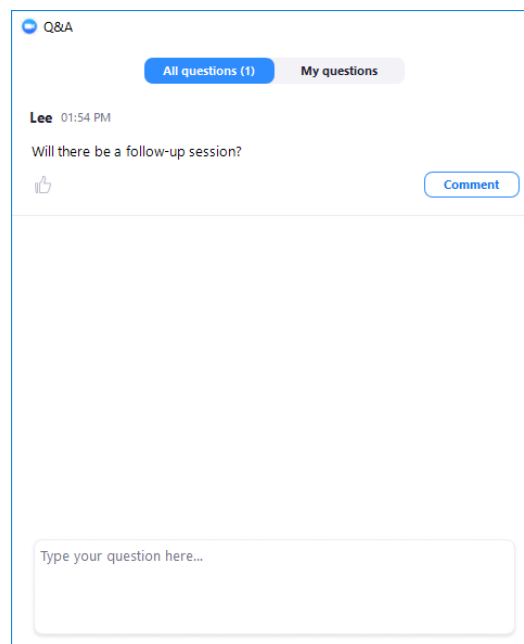 Q&A
All questions (1) My questions
Lee 01:54 PM
Will there be a follow-up session?
Comment
Type your question here...